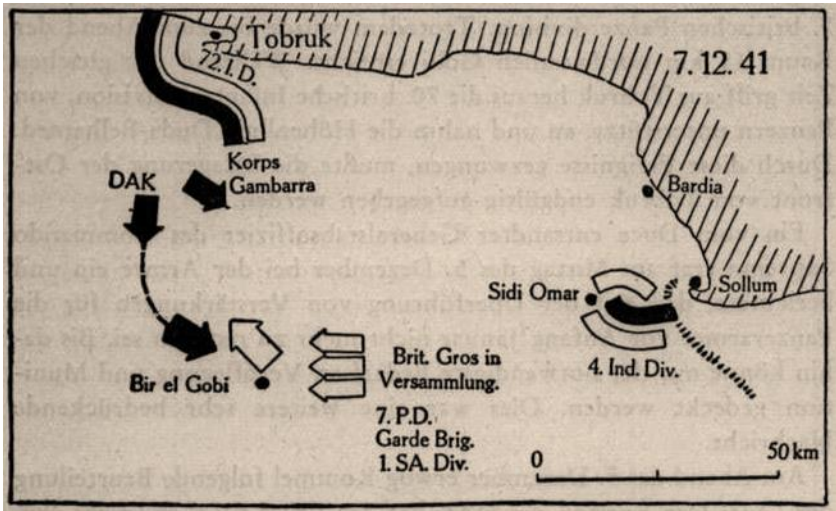 Tobruk
7.12.41
72.I.D.
Korps
Gambarra
DAK
Bardia
Sollum
Sidi Omar
4. Ind. Div.
Bir el Gobi
Brit. Gros in
Versammlung.
7. P.D.
Garde Brig.
1. SA. Div.
0
50 km